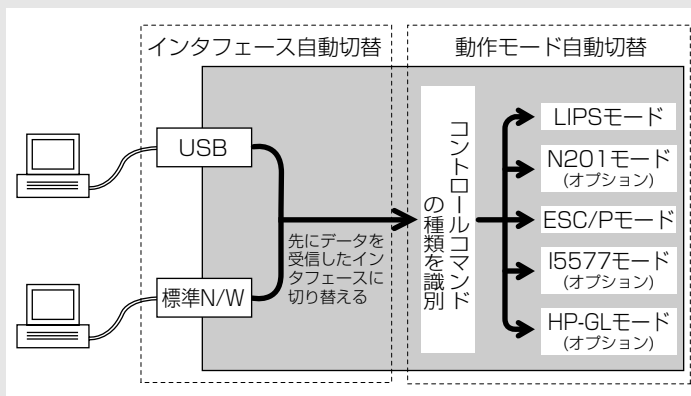 インタフェース自動切替
動作モード自動切替
USB
標準N/W
先にデータを
受信したイン
タフェースに
切り替える
コントロールコマンド
の種類を識別
LIPSモード
N201モード
(オプション)
ESC/Pモード
I5577モード
(オプション)
HP-GLモード
(オプション)